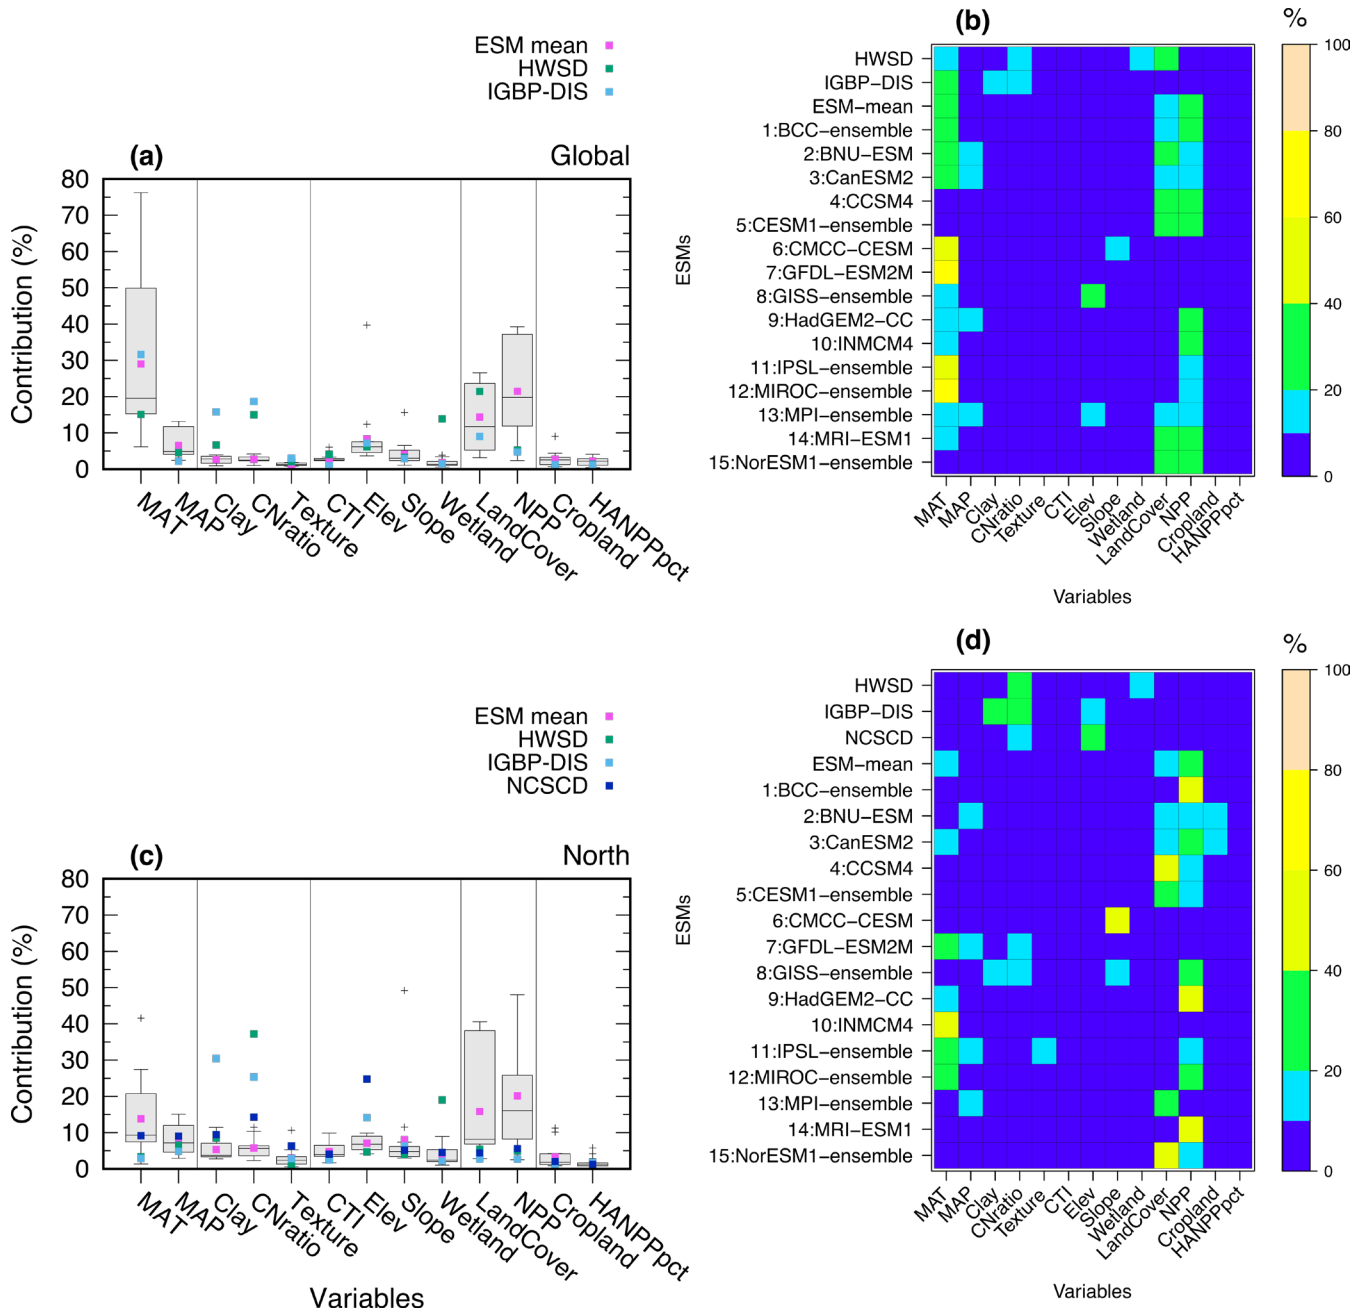 ESM mean
HWSD
IGBP-DIS
(a)
Global
80
70
60
50
40
30
20
10
0
Contribution (%)
MAT
MAP
Clay
CNratio
Texture
CTI
Elev
Slope
Wetland
LandCover
NPP
Cropland
HANPPpct
(b)
%
HWSD
IGBP−DIS
ESM−mean
1:BCC−ensemble
2:BNU−ESM
3:CanESM2
4:CCSM4
5:CESM1−ensemble
6:CMCC−CESM
7:GFDL−ESM2M
8:GISS−ensemble
9:HadGEM2−CC
10:INMCM4
11:IPSL−ensemble
12:MIROC−ensemble
13:MPI−ensemble
14:MRI−ESM1
15:NorESM1−ensemble
ESMs
MAT
MAP
Clay
CNratio
Texture
CTI
Elev
Slope
Wetland
LandCover
NPP
Cropland
HANPPpct
Variables
100
80
60
40
20
0
ESM mean
HWSD
IGBP-DIS
NCSCD
(c)
North
80
70
60
50
40
30
20
10
0
Contribution (%)
MAT
MAP
Clay
CNratio
Texture
CTI
Elev
Slope
Wetland
LandCover
NPP
Cropland
HANPPpct
Variables
(d)
%
HWSD
IGBP−DIS
NCSCD
ESM−mean
1:BCC−ensemble
2:BNU−ESM
3:CanESM2
4:CCSM4
5:CESM1−ensemble
6:CMCC−CESM
7:GFDL−ESM2M
8:GISS−ensemble
9:HadGEM2−CC
10:INMCM4
11:IPSL−ensemble
12:MIROC−ensemble
13:MPI−ensemble
14:MRI−ESM1
15:NorESM1−ensemble
ESMs
MAT
MAP
Clay
CNratio
Texture
CTI
Elev
Slope
Wetland
LandCover
NPP
Cropland
HANPPpct
Variables
100
80
60
40
20
0